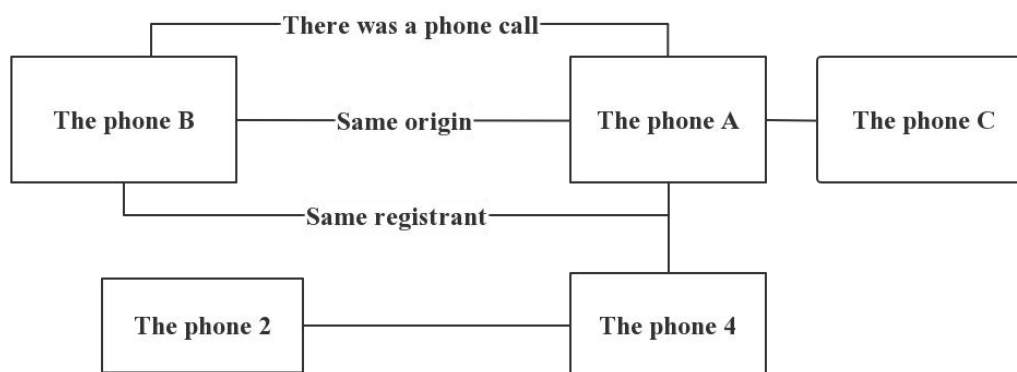 There was a phone call
The phone B
Same origin
The phone A
The phone C
Same registrant
The phone 2
The phone 4